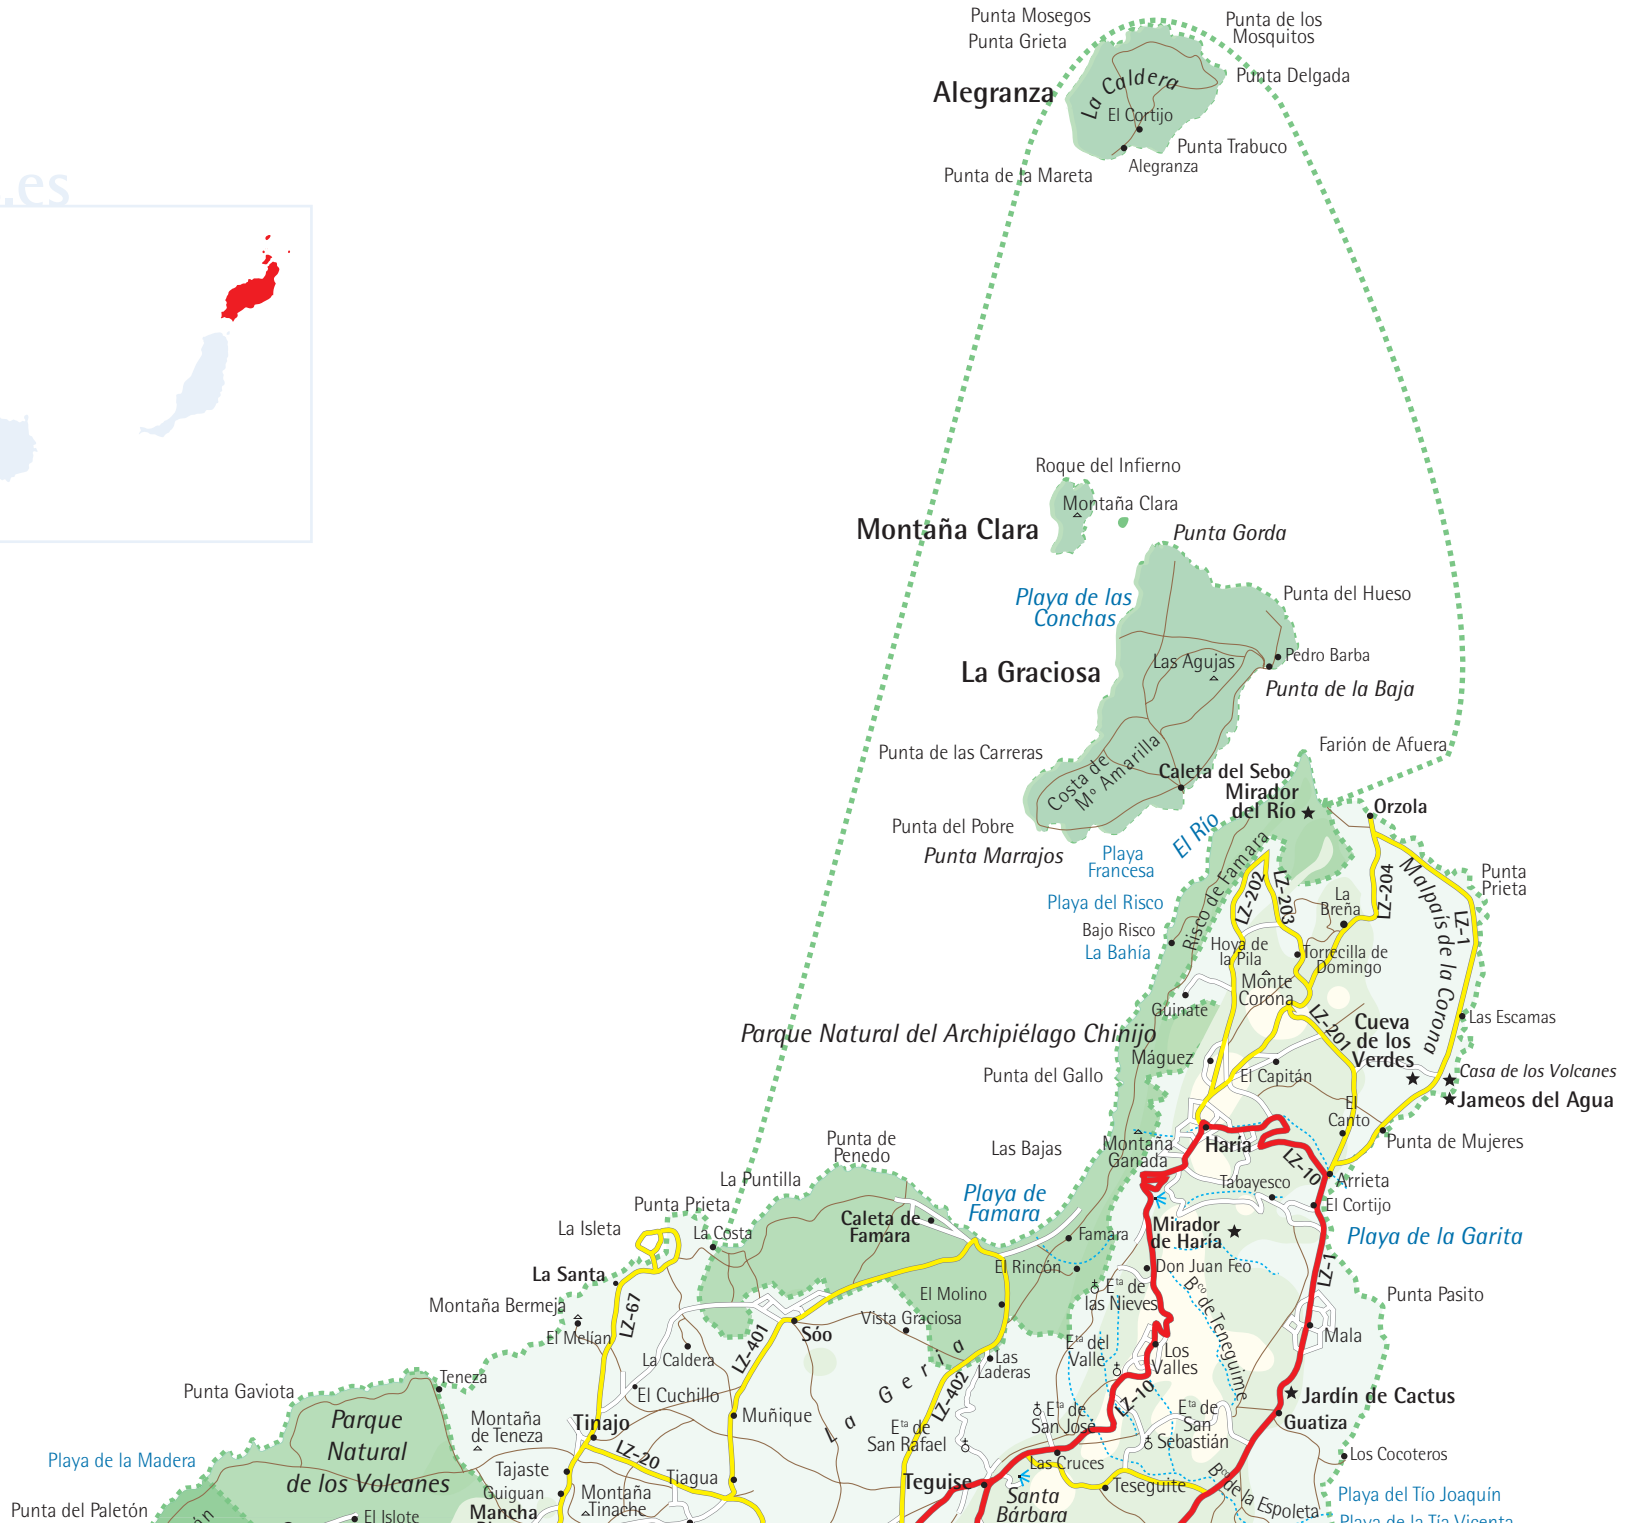 .es
Punta Mosegos
Punta Grieta
Punta de los
Mosquitos
Punta Delgada
Alegranza
La Caldera
El Cortijo
Punta Trabuco
Alegranza
Punta de la Mareta
Roque del Infierno
Montaña Clara
Montaña Clara
Punta Gorda
Playa de las
Conchas
Punta del Hueso
La Graciosa
Las Agujas
Pedro Barba
Punta de la Baja
Punta de las Carreras
Costa de
Mº Amarilla
Farión de Afuera
Caleta del Sebo
Mirador
del Río
Orzola
Punta del Pobre
Punta Marrajos
El Río
Playa
Francesa
Playa del Risco
Bajo Risco
La Bahía
Risco de Famara
LZ-202
LZ-203
LZ-204
LZ-1
La
Breña
Malpaís de la Corona
Punta
Prieta
Hoya de
la Pila
Torrecilla de
Domingo
Monte
Corona
Guinate
LZ-201
Cueva
de los
Verdes
Las Escamas
Parque Natural del Archipiélago Chinijo
Máguez
El Capitán
Casa de los Volcanes
Jameos del Agua
Punta del Gallo
El
Canto
Punta de Mujeres
Punta de
Penedo
Las Bajas
Montaña
Ganada
Haría
LZ-10
Tabayesco
Arrieta
El Cortijo
La Puntilla
Punta Prieta
La Isleta
La Costa
Caleta de
Famara
Playa de
Famara
Famara
Mirador
de Haría
Playa de la Garita
La Santa
El Rincón
Don Juan Feo
LZ-1
Montaña Bermeja
El Melían
LZ-67
El Molino
Eta de
las Nieves
Bco de Tenequime
Punta Pasito
Vista Graciosa
Sóo
LZ-401
La Caldera
Mala
Eta del
Valle
Los
Valles
La Geria
Las
Laderas
Teneza
Punta Gaviota
El Cuchillo
LZ-402
LZ-10
Jardín de Cactus
Guatiza
Parque
Natural
de los Volcanes
Montaña
de Teneza
Tinajo
Muñique
Eta de
San Rafael
Eta de
San José
Eta de
San
Sebastián
Playa de la Madera
LZ-20
Los Cocoteros
Tajaste
Tiagua
Las Cruces
Teguise
Teseguite
Guiguan
Montaña
Tinache
Santa
Bárbara
Bco de la Espoleta
Playa del Tío Joaquín
Playa de la Tía Vicenta
Punta del Paletón
El Islote
Mancha